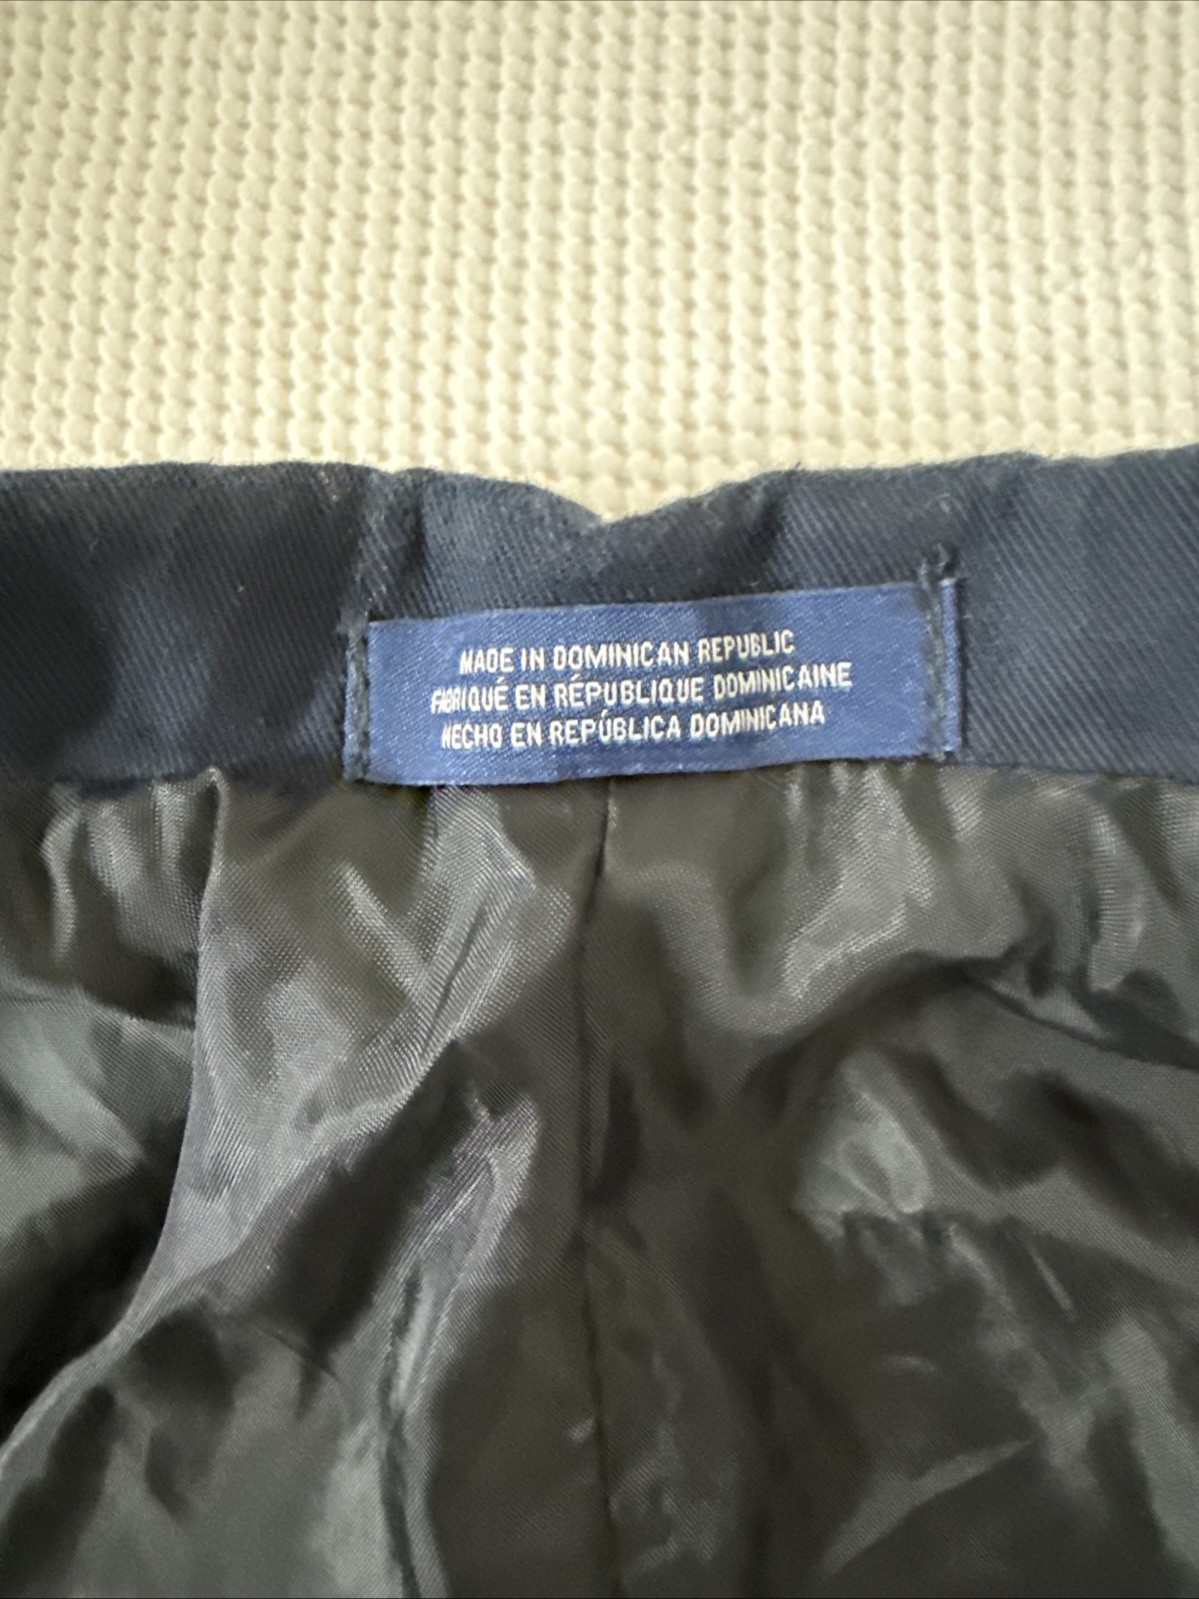 MADE IN DOMINICAN REPUBLIC
FABRIQUÉ EN RÉPUBLIQUE DOMINICAINE
HECHO EN REPÚBLICA DOMINICANA